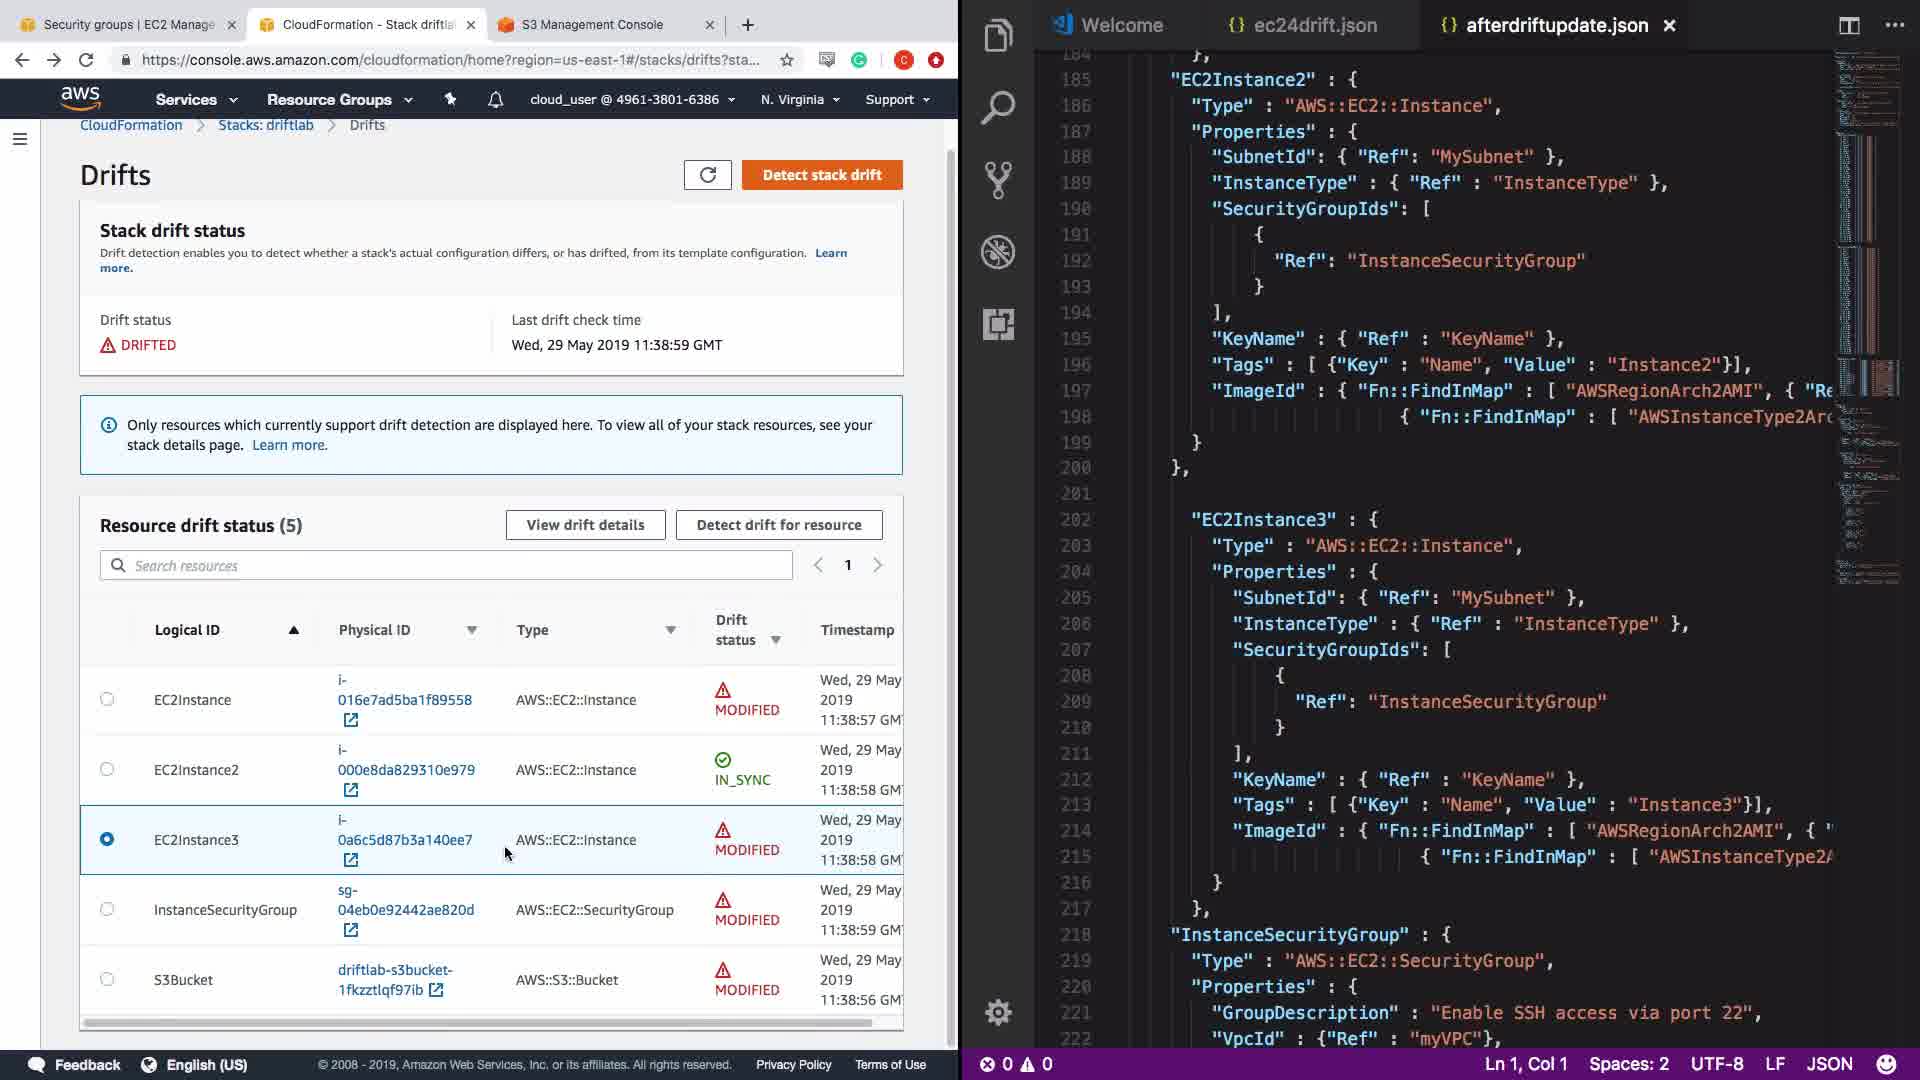 Security groups | EC2 Manage
CloudFormation - Stack driftla
S3 Management Console
https://console.aws.amazon.com/cloudformation/home?region=us-east-1#/stacks/drifts?sta...
aws
Services
Resource Groups
cloud_user @ 4961-3801-6386
N. Virginia
Support
CloudFormation
Stacks: driftlab
Drifts
Drifts
Detect stack drift
Stack drift status
Drift detection enables you to detect whether a stack's actual configuration differs, or has drifted, from its template configuration. Learn
more.
Drift status
DRIFTED
Last drift check time
Wed, 29 May 2019 11:38:59 GMT
Only resources which currently support drift detection are displayed here. To view all of your stack resources, see your
stack details page. Learn more.
Resource drift status (5)
View drift details
Detect drift for resource
Search resources
1
Logical ID
Physical ID
Type
Drift
status
Timestamp
EC2Instance
i-
016e7ad5ba1f89558
AWS::EC2::Instance
MODIFIED
Wed, 29 May
2019
11:38:57 GM
EC2Instance2
i-
000e8da829310e979
AWS::EC2::Instance
IN_SYNC
Wed, 29 May
2019
11:38:58 GM
EC2Instance3
i-
0a6c5d87b3a140ee7
AWS::EC2::Instance
MODIFIED
Wed, 29 May
2019
11:38:58 GM
InstanceSecurityGroup
sg-
04eb0e92442ae820d
AWS::EC2::SecurityGroup
MODIFIED
Wed, 29 May
2019
11:38:59 GM
S3Bucket
driftlab-s3bucket-
1fkzztlqf97ib
AWS::S3::Bucket
MODIFIED
Wed, 29 May
2019
11:38:56 GM
Feedback
English (US)
© 2008 - 2019, Amazon Web Services, Inc. or its affiliates. All rights reserved.
Privacy Policy
Terms of Use
Welcome
{} ec24drift.json
{} afterdriftupdate.json
184 },
185 "EC2Instance2" : {
186 "Type" : "AWS::EC2::Instance",
187 "Properties" : {
188 "SubnetId": { "Ref": "MySubnet" },
189 "InstanceType" : { "Ref" : "InstanceType" },
190 "SecurityGroupIds": [
191 {
192 "Ref": "InstanceSecurityGroup"
193 }
194 ],
195 "KeyName" : { "Ref" : "KeyName" },
196 "Tags" : [ {"Key" : "Name", "Value" : "Instance2"}],
197 "ImageId" : { "Fn::FindInMap" : [ "AWSRegionArch2AMI", { "Re
198 { "Fn::FindInMap" : [ "AWSInstanceType2Arc
199 }
200 },
201
202 "EC2Instance3" : {
203 "Type" : "AWS::EC2::Instance",
204 "Properties" : {
205 "SubnetId": { "Ref": "MySubnet" },
206 "InstanceType" : { "Ref" : "InstanceType" },
207 "SecurityGroupIds": [
208 {
209 "Ref": "InstanceSecurityGroup"
210 }
211 ],
212 "KeyName" : { "Ref" : "KeyName" },
213 "Tags" : [ {"Key" : "Name", "Value" : "Instance3"}],
214 "ImageId" : { "Fn::FindInMap" : [ "AWSRegionArch2AMI", { "
215 { "Fn::FindInMap" : [ "AWSInstanceType2A
216 }
217 },
218 "InstanceSecurityGroup" : {
219 "Type" : "AWS::EC2::SecurityGroup",
220 "Properties" : {
221 "GroupDescription" : "Enable SSH access via port 22",
222 "VpcId" : {"Ref" : "myVPC"},
0 0
Ln 1, Col 1
Spaces: 2
UTF-8
LF
JSON